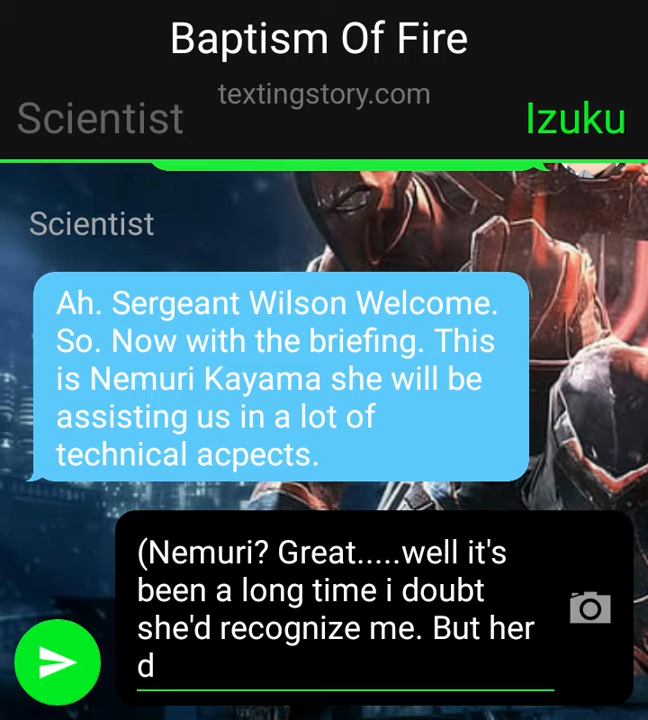 Baptism Of Fire
textingstory.com
Scientist
Izuku
Scientist
Ah. Sergeant Wilson Welcome.
So. Now with the briefing. This
is Nemuri Kayama she will be
assisting us in a lot of
technical acpects.
(Nemuri? Great.....well it's
been a long time i doubt
she'd recognize me. But her
d